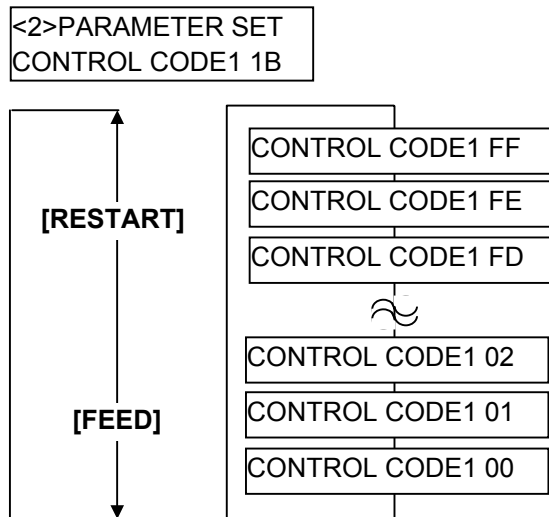 <2>PARAMETER SET
CONTROL CODE1 1B
CONTROL CODE1 FF
CONTROL CODE1 FE
[RESTART]
CONTROL CODE1 FD
CONTROL CODE1 02
CONTROL CODE1 01
[FEED]
CONTROL CODE1 00